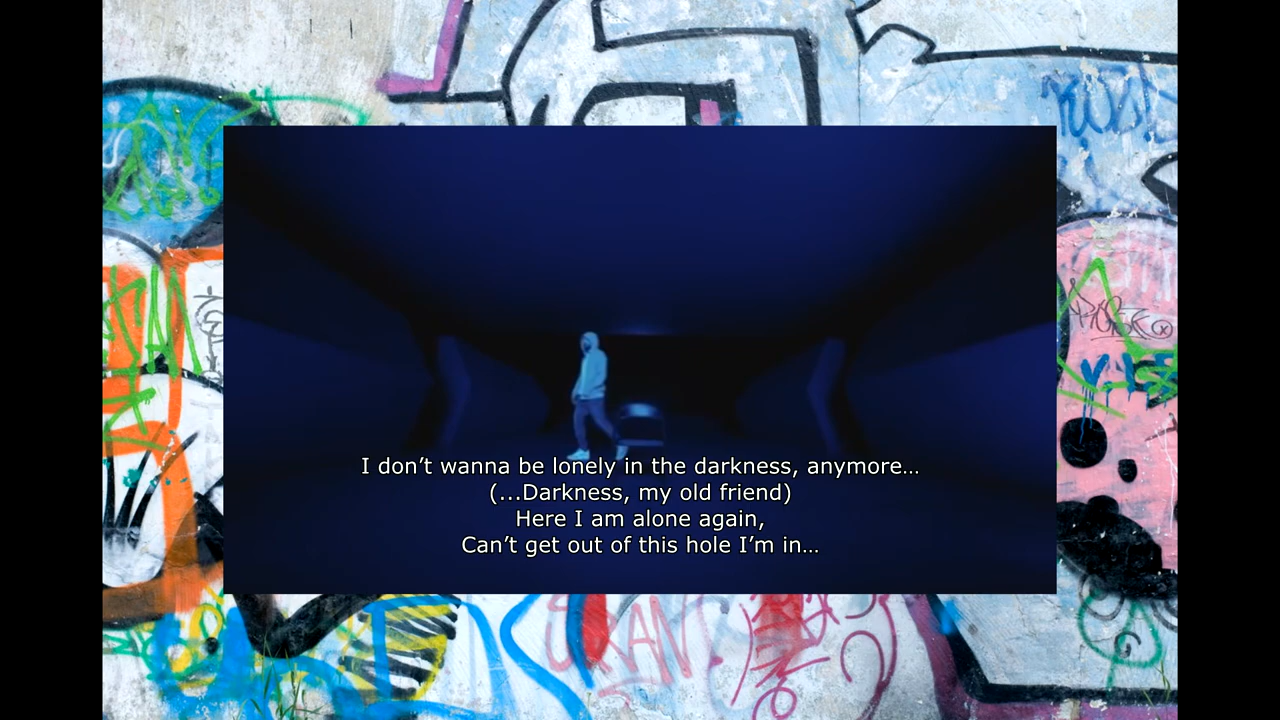 I don't wanna be lonely in the darkness, anymore…
(...Darkness, my old friend)
Here I am alone again,
Can't get out of this hole I'm in…